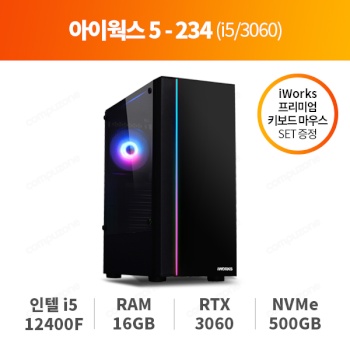 아이웍스 5 - 234 (i5/3060)
iWorks
프리미엄
키보드 마우스
SET 증정
iWORKS
인텔 i5
12400F
RAM
16GB
RTX
3060
NVMe
500GB